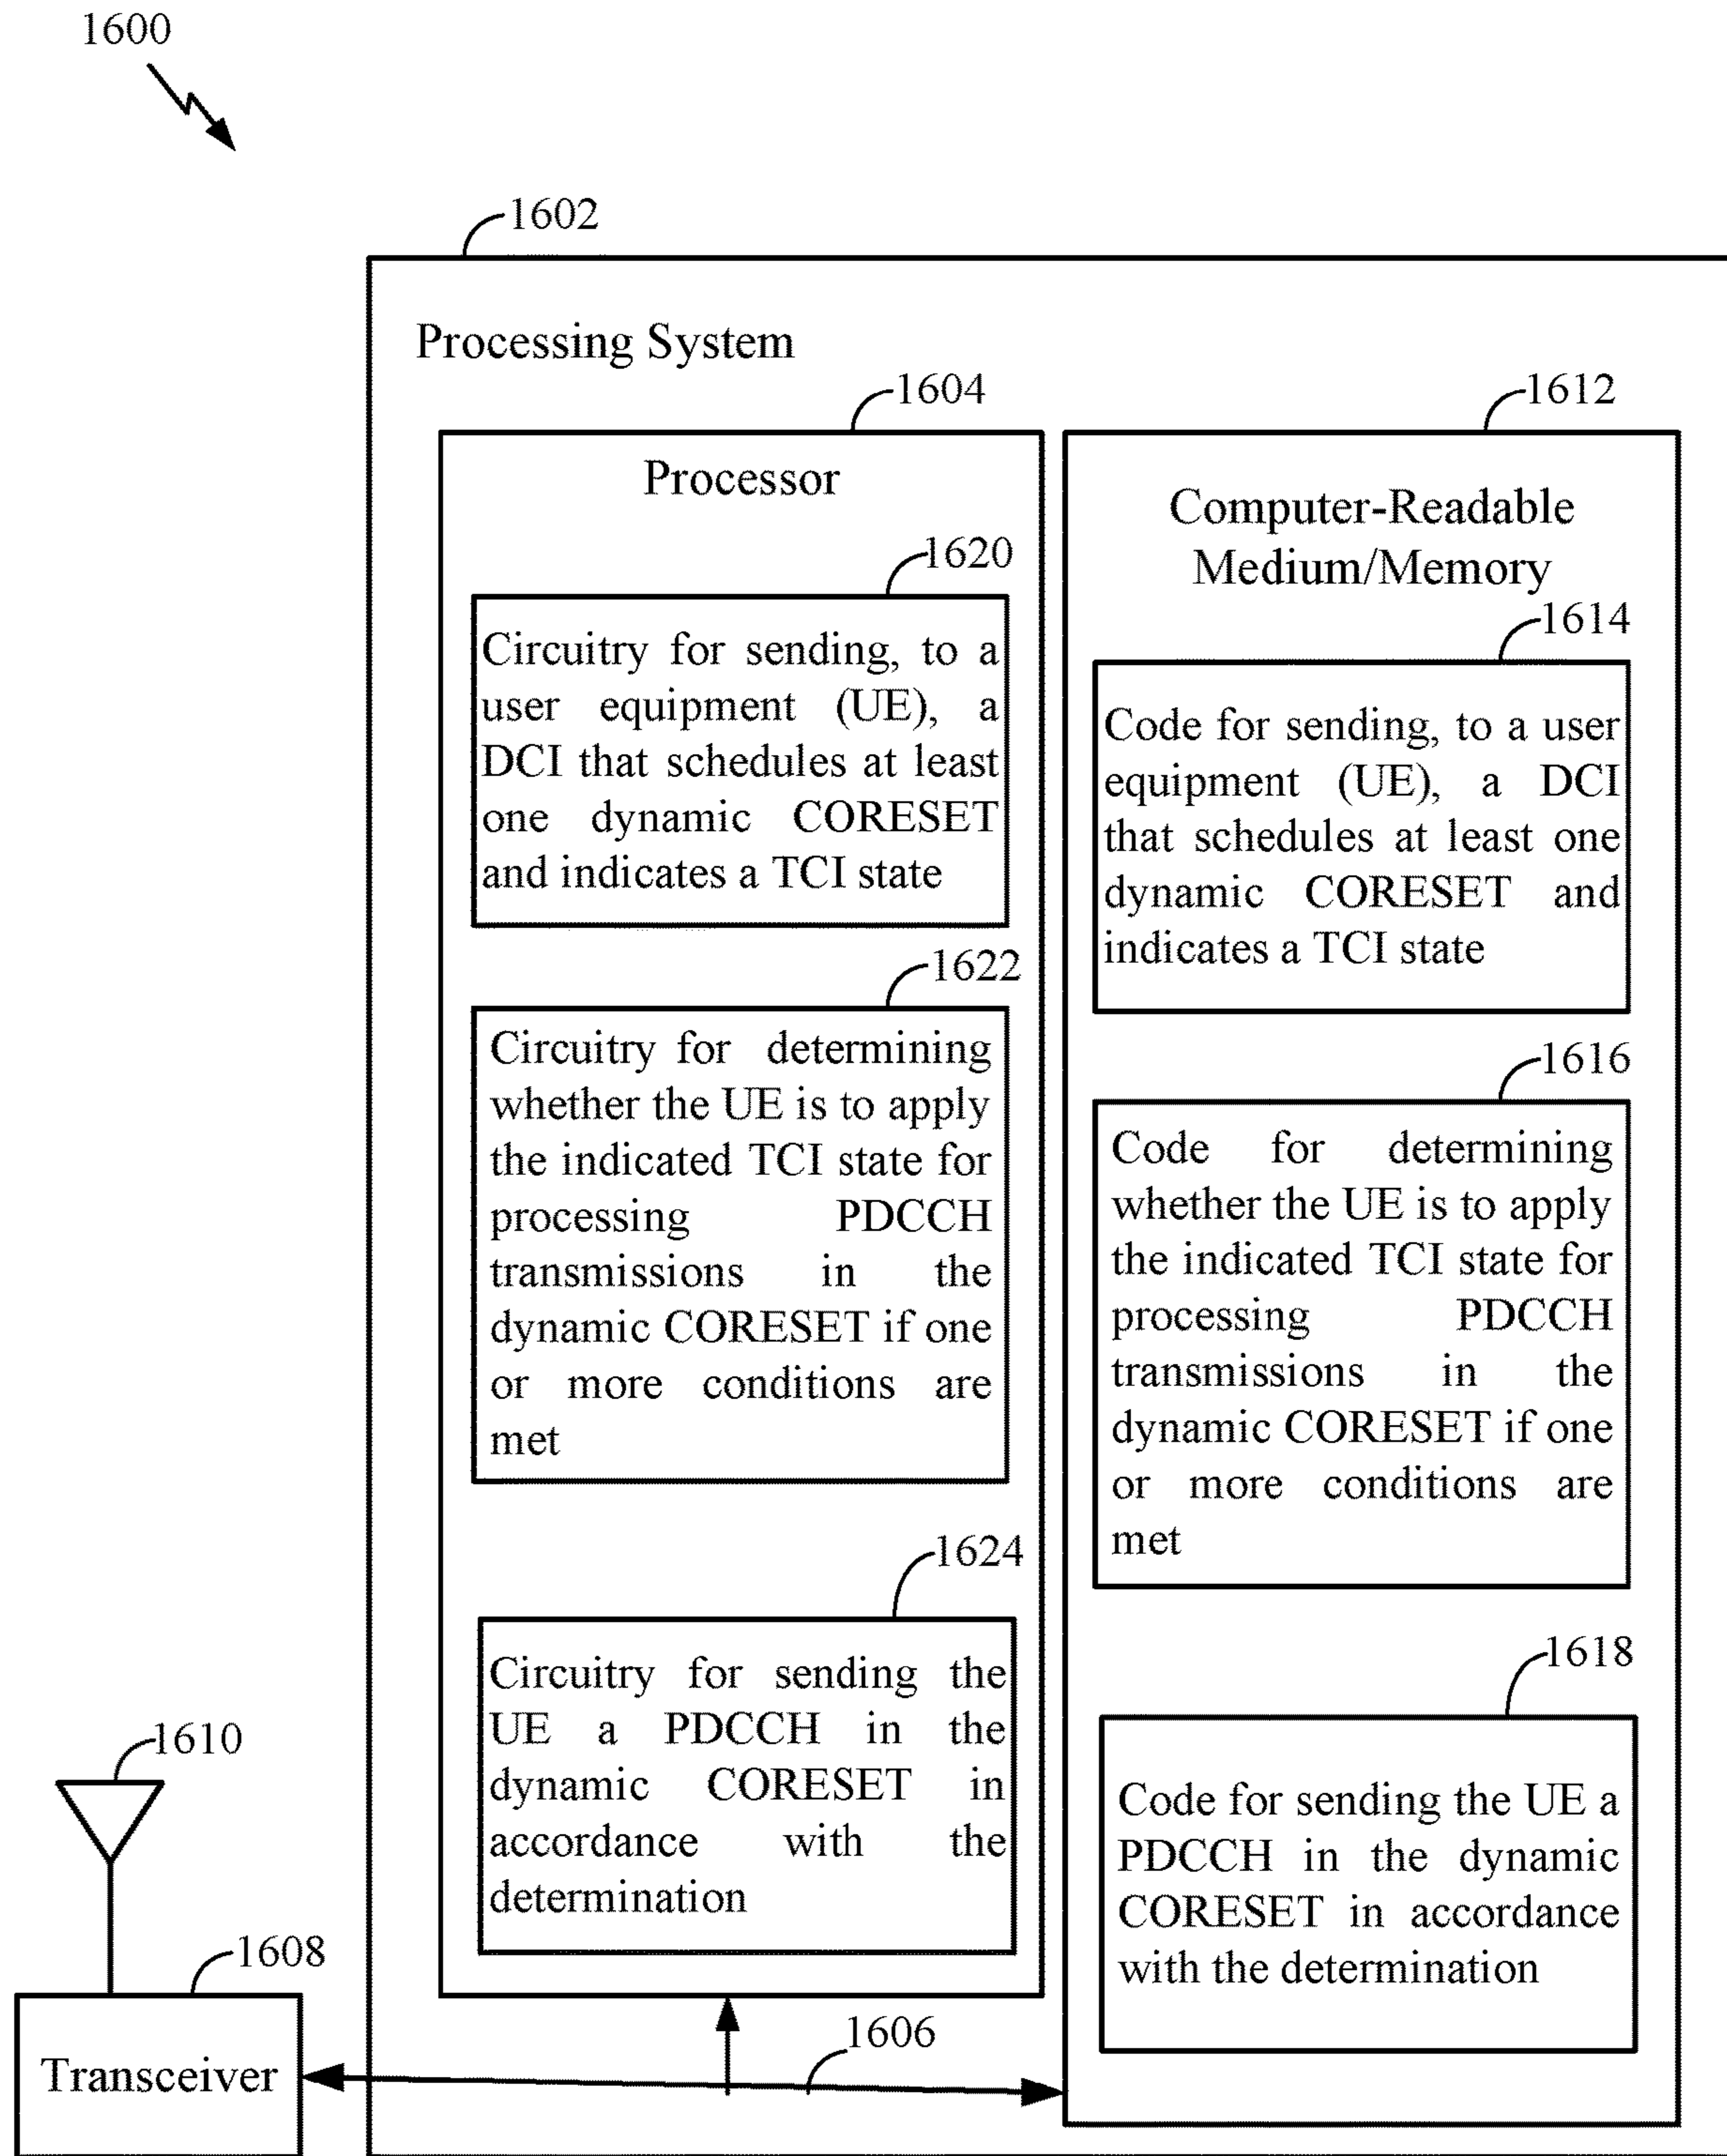 1600
1602
Processing System
1604
Processor
1620
Circuitry for sending, to a
user equipment (UE), a
DCI that schedules at least
one dynamic CORESET
and indicates a TCI state
1622
Circuitry for determining
whether the UE is to apply
the indicated TCI state for
processing PDCCH
transmissions in the
dynamic CORESET if one
or more conditions are
met
1624
Circuitry for sending the
UE a PDCCH in the
dynamic CORESET in
accordance with the
determination
1612
Computer-Readable
Medium/Memory
1614
Code for sending, to a user
equipment (UE), a DCI
that schedules at least one
dynamic CORESET and
indicates a TCI state
1616
Code for determining
whether the UE is to apply
the indicated TCI state for
processing PDCCH
transmissions in the
dynamic CORESET if one
or more conditions are
met
1618
Code for sending the UE a
PDCCH in the dynamic
CORESET in accordance
with the determination
1610
1608
Transceiver
1606